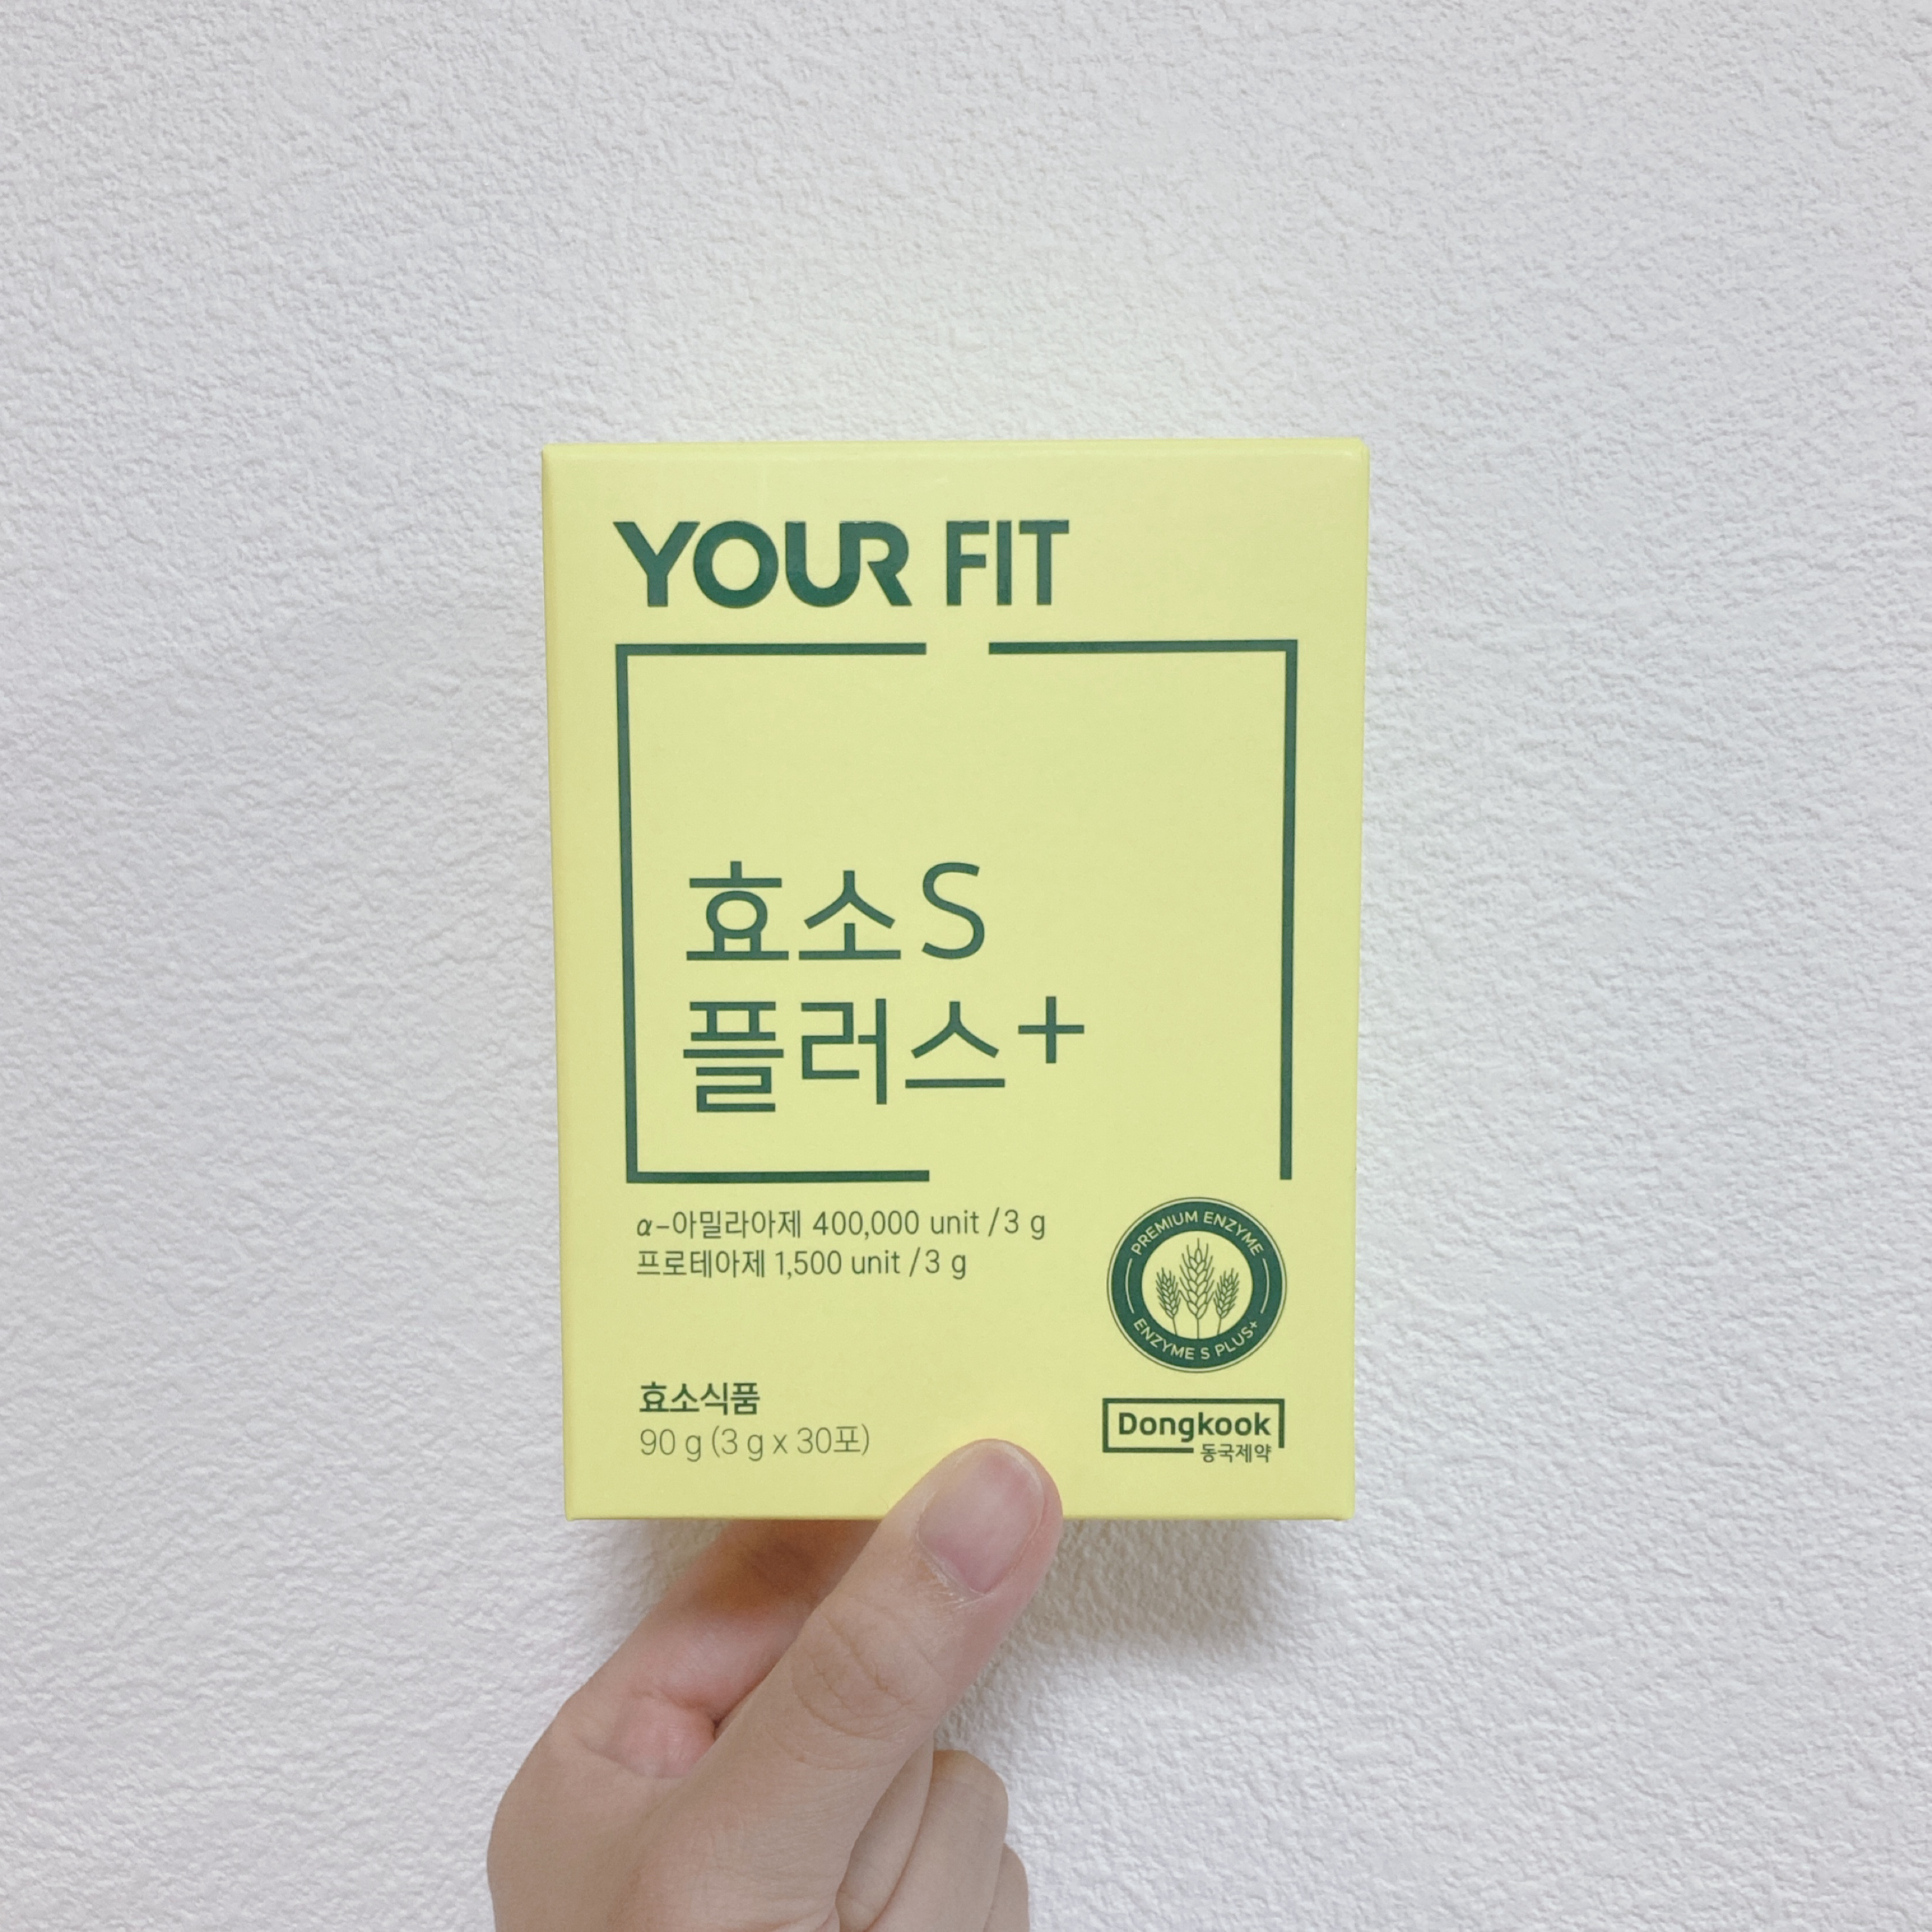 YOUR FIT
효소S
플러스+
α-아밀라아제 400,000 unit /3 g
프로테아제 1,500 unit /3 g
PREMIUM ENZYME
ENZYME S PLUS+
효소식품
90 g (3 g x 30포)
Dongkook
동국제약